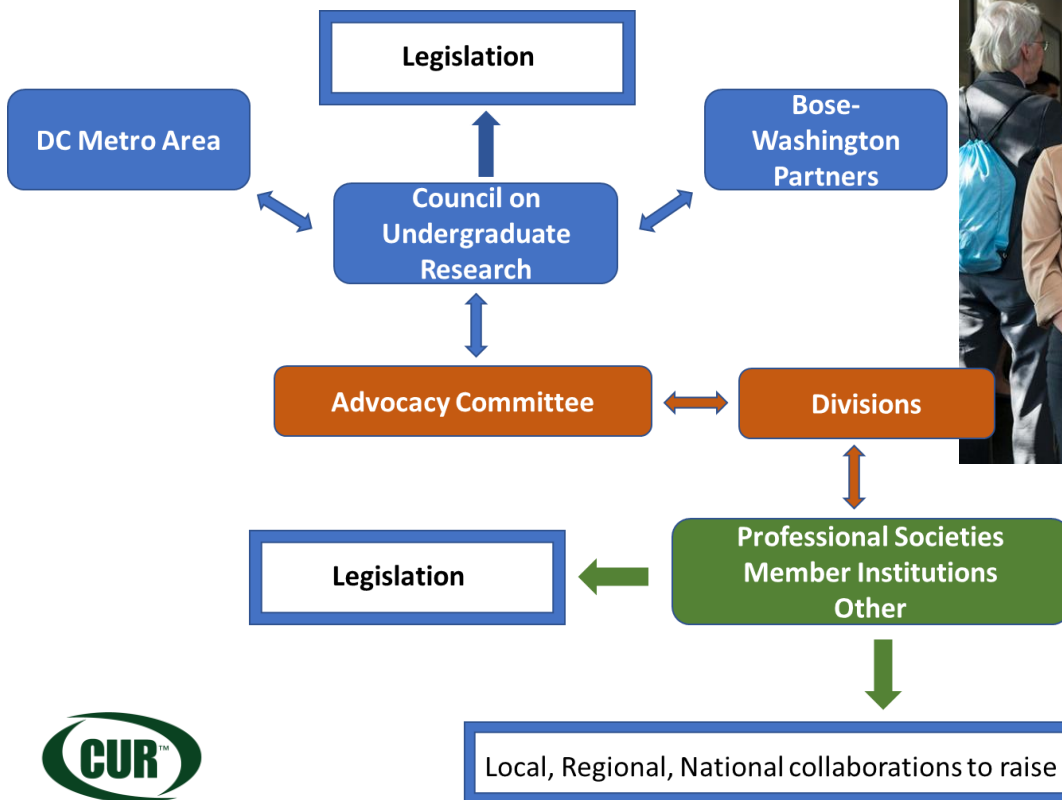 Legislation
DC Metro Area
Bose-
Washington
Partners
Council on
Undergraduate
Research
Advocacy Committee
Divisions
Professional Societies
Member Institutions
Other
Legislation
CUR™
Local, Regional, National collaborations to raise